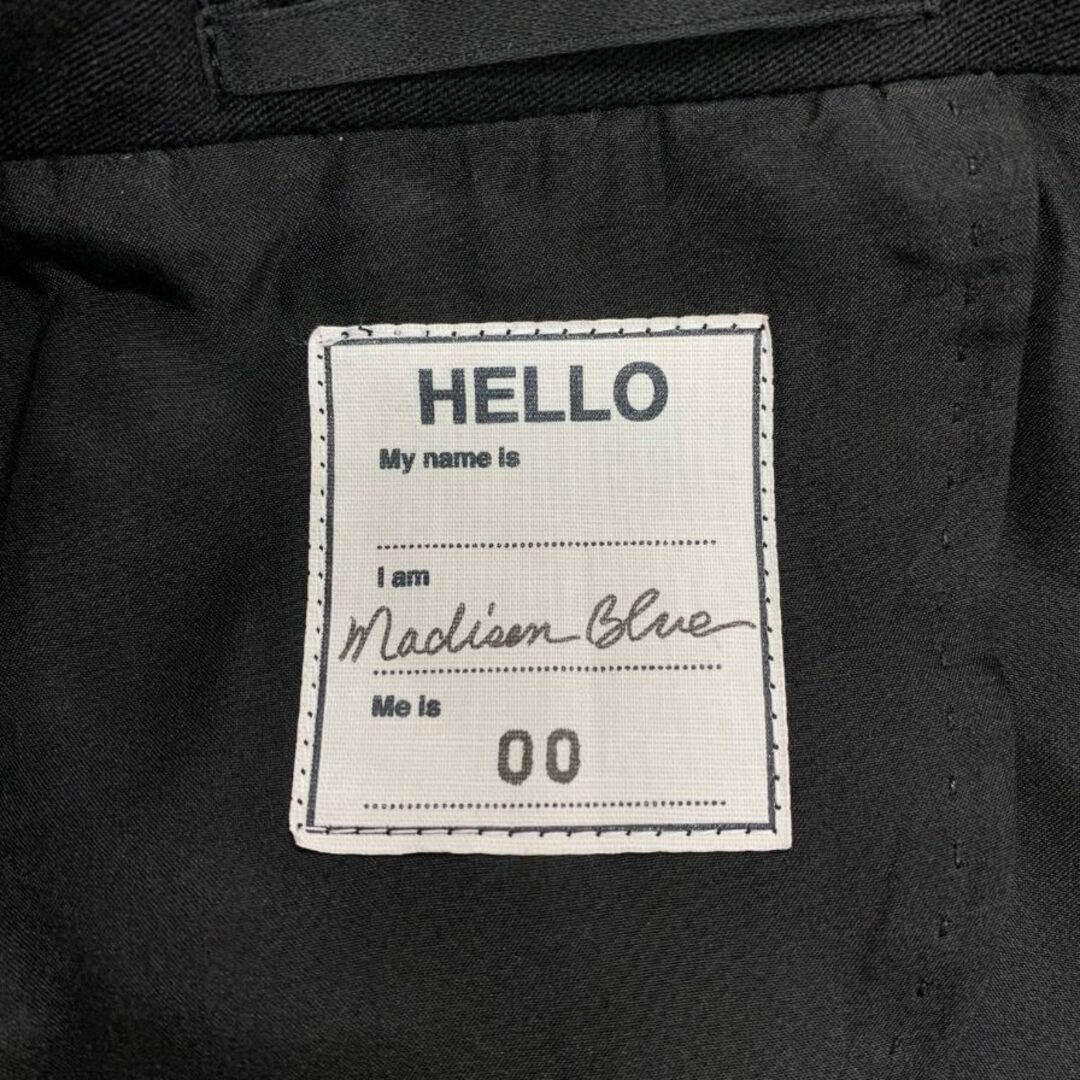 HELLO
My name is
I am
Madison Blue
Me is
00